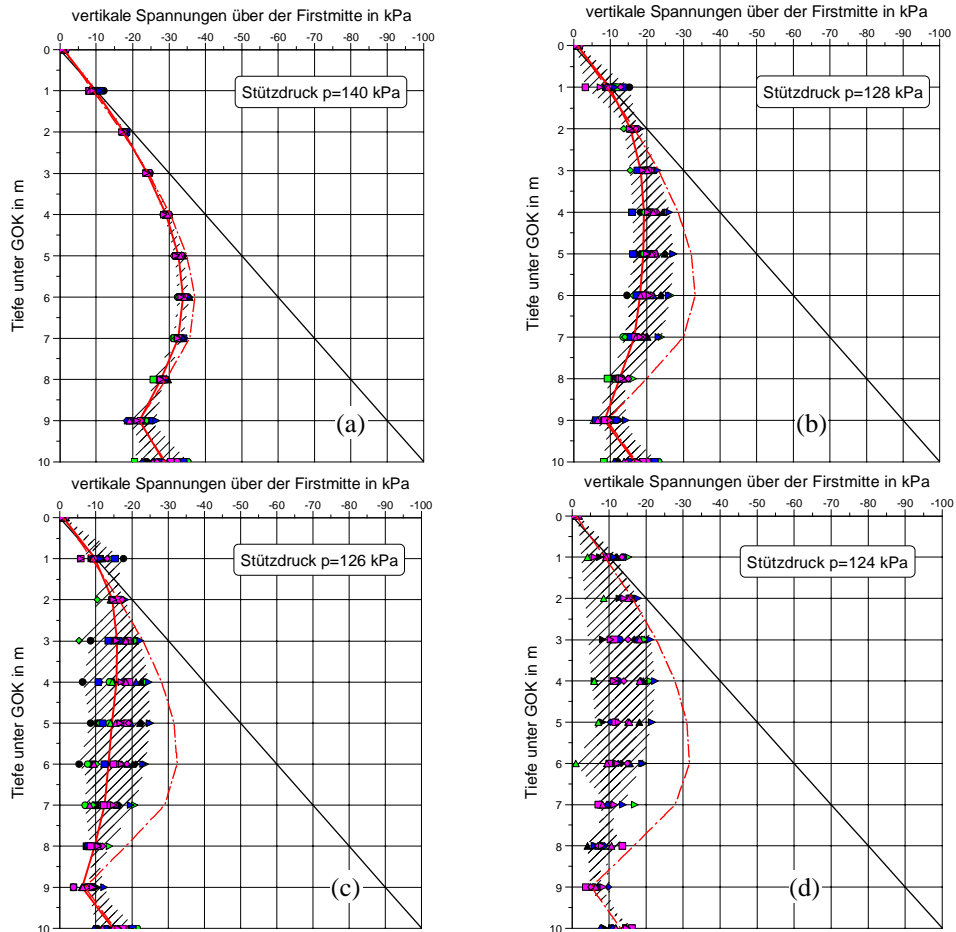 vertikale Spannungen über der Firstmitte in kPa
0 -10 -20 -30 -40 -50 -60 -70 -80 -90 -100
Tiefe unter GOK in m
0
1
2
3
4
5
6
7
8
9
10
Stützdruck p=140 kPa
(a)
vertikale Spannungen über der Firstmitte in kPa
0 -10 -20 -30 -40 -50 -60 -70 -80 -90 -100
Tiefe unter GOK in m
0
1
2
3
4
5
6
7
8
9
10
Stützdruck p=128 kPa
(b)
vertikale Spannungen über der Firstmitte in kPa
0 -10 -20 -30 -40 -50 -60 -70 -80 -90 -100
Tiefe unter GOK in m
0
1
2
3
4
5
6
7
8
9
10
Stützdruck p=126 kPa
(c)
vertikale Spannungen über der Firstmitte in kPa
0 -10 -20 -30 -40 -50 -60 -70 -80 -90 -100
Tiefe unter GOK in m
0
1
2
3
4
5
6
7
8
9
10
Stützdruck p=124 kPa
(d)